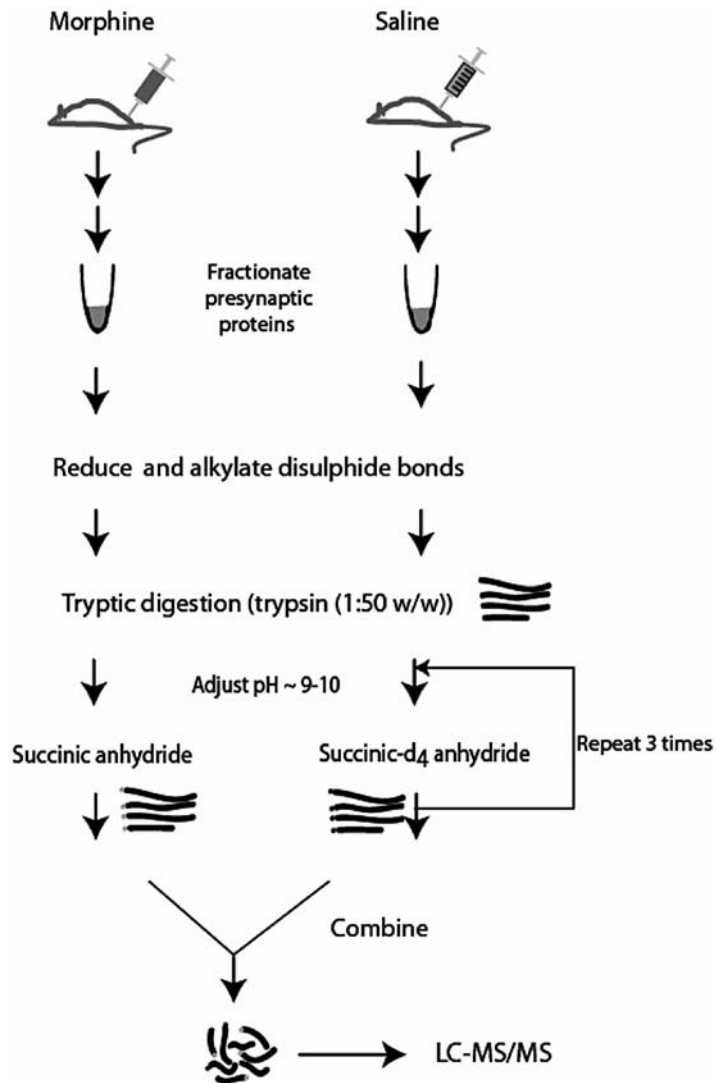 Morphine
Saline
Fractionate
presynaptic
proteins
Reduce and alkylate disulphide bonds
Tryptic digestion (trypsin (1:50 w/w))
Adjust pH ~ 9-10
Succinic anhydride
Succinic-d4 anhydride
Repeat 3 times
Combine
LC-MS/MS